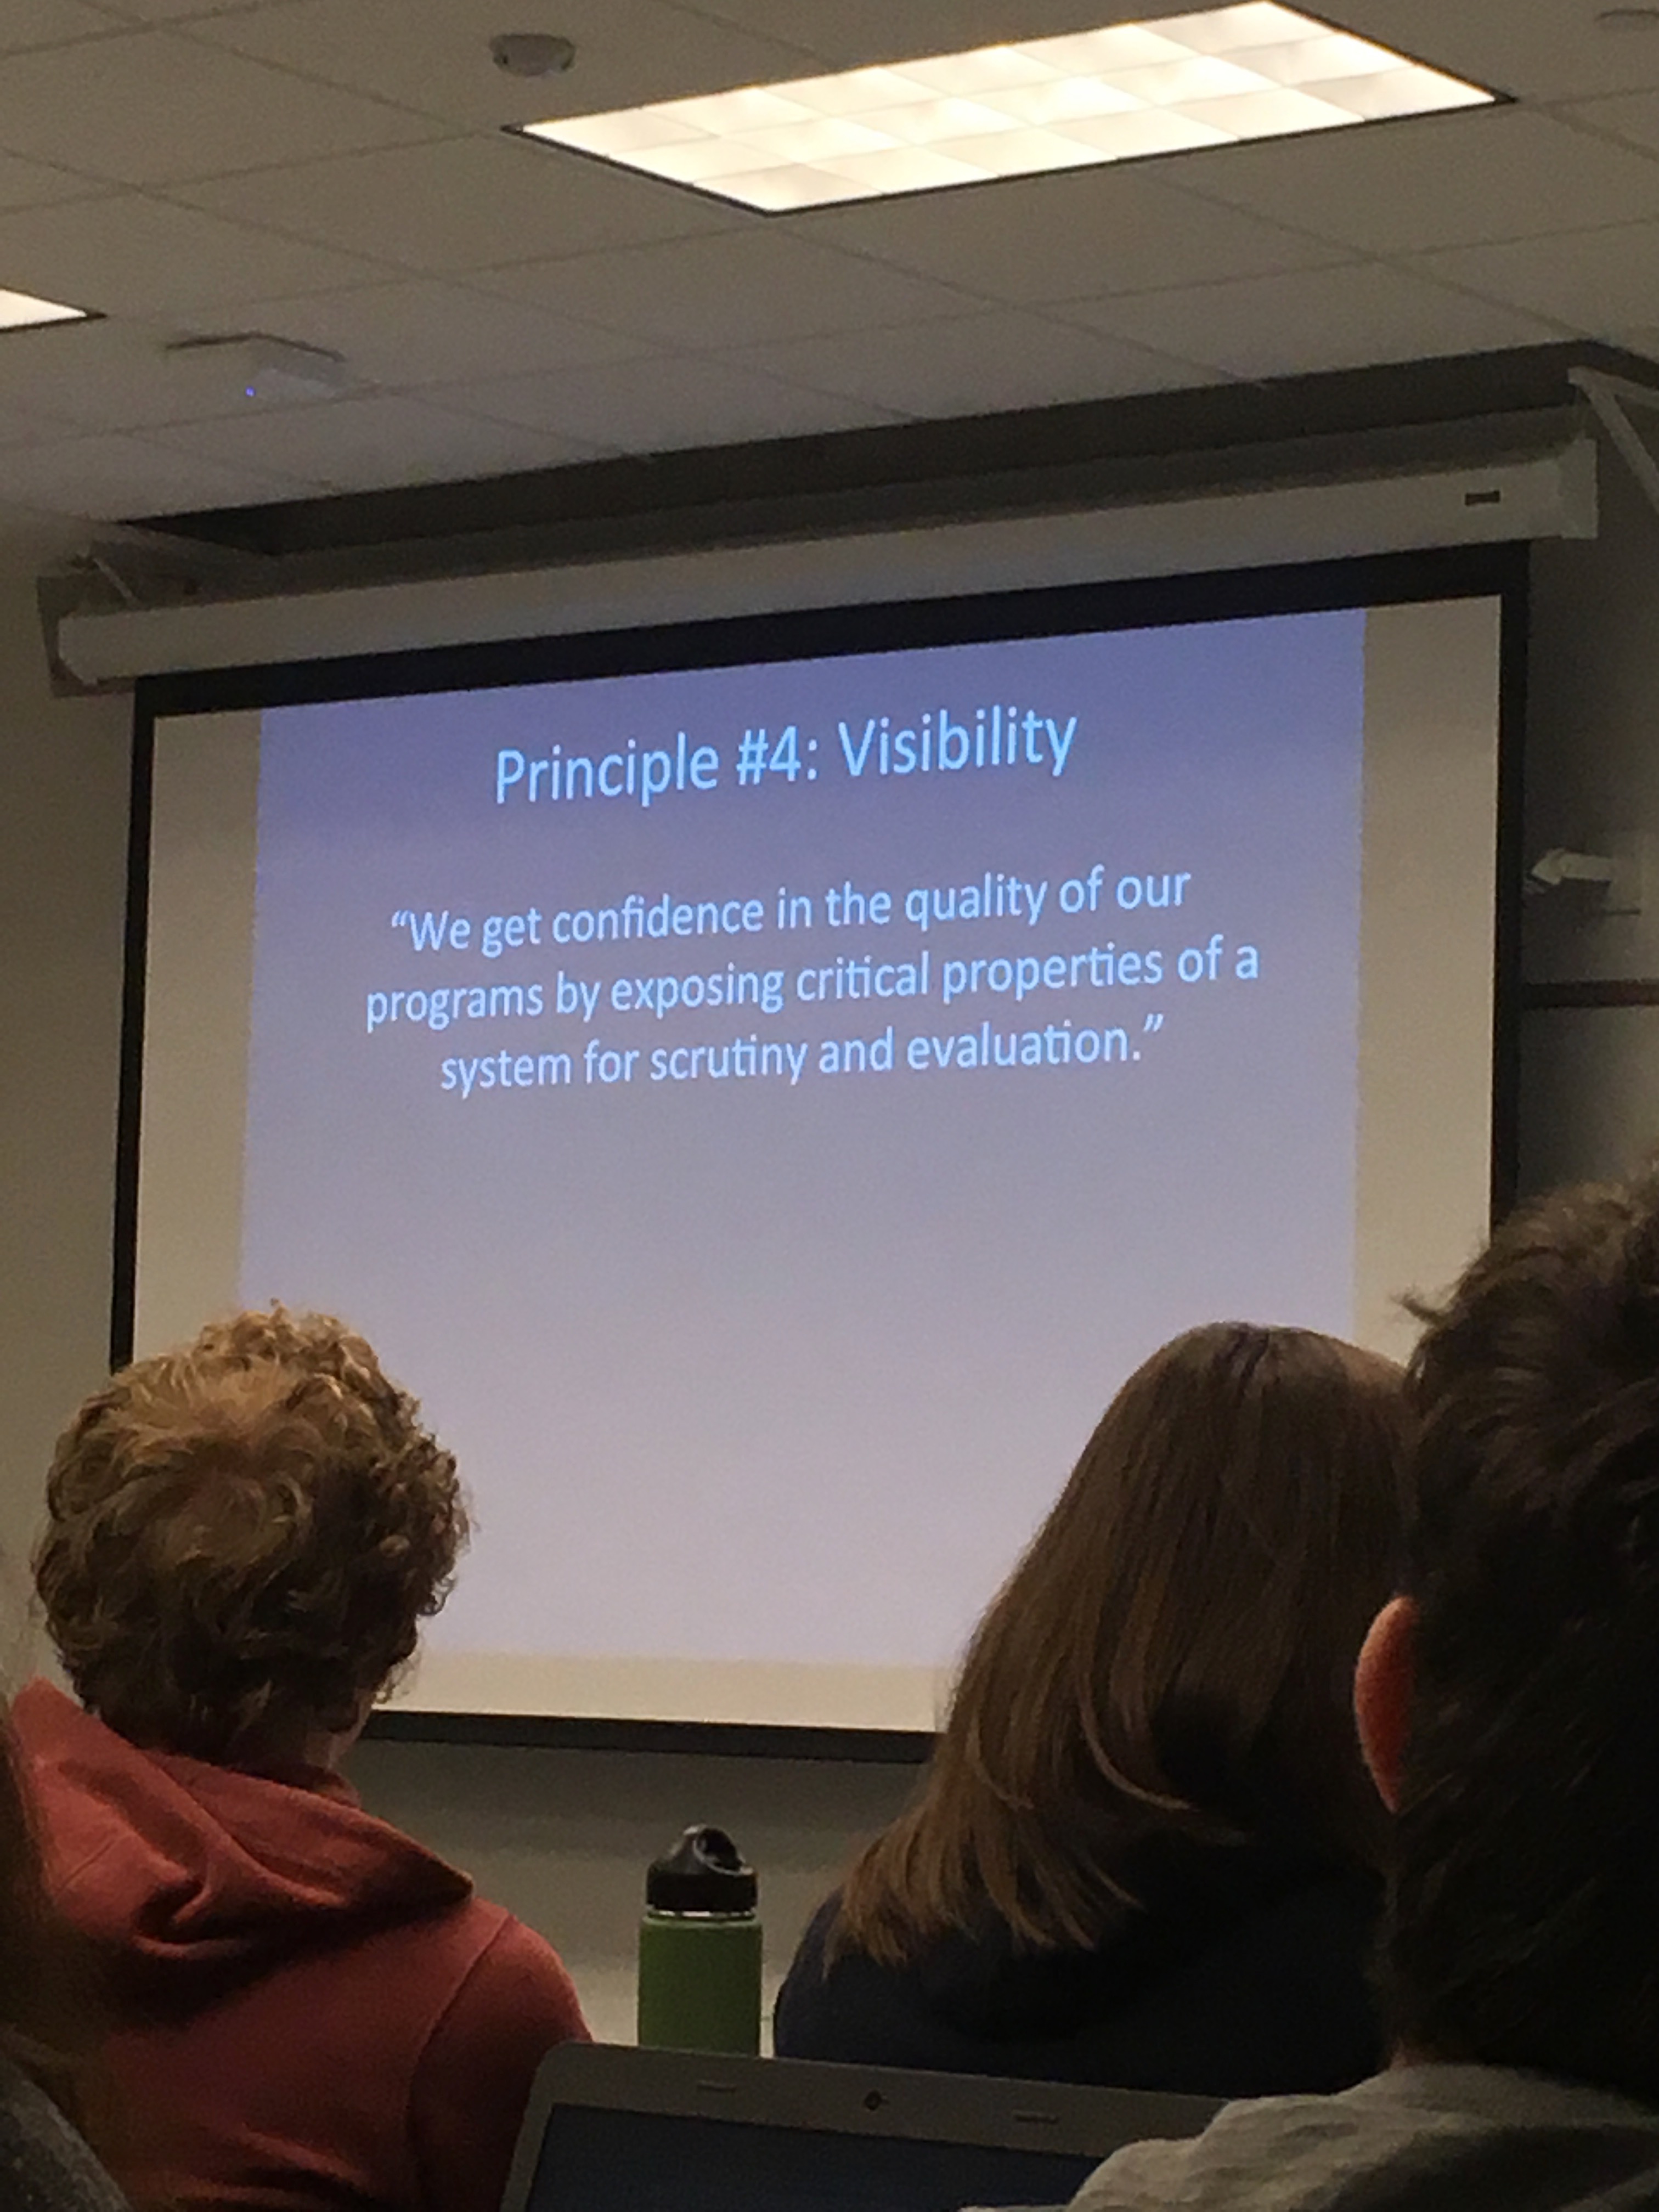 Principle #4: Visibility
“We get confidence in the quality of our
programs by exposing critical properties of a
system for scrutiny and evaluation.”